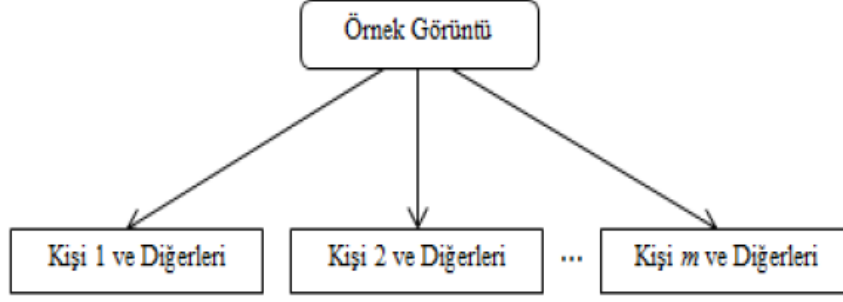 Örnek Görüntü
Kişi 1 ve Diğerleri
Kişi 2 ve Diğerleri
...
Kişi m ve Diğerleri